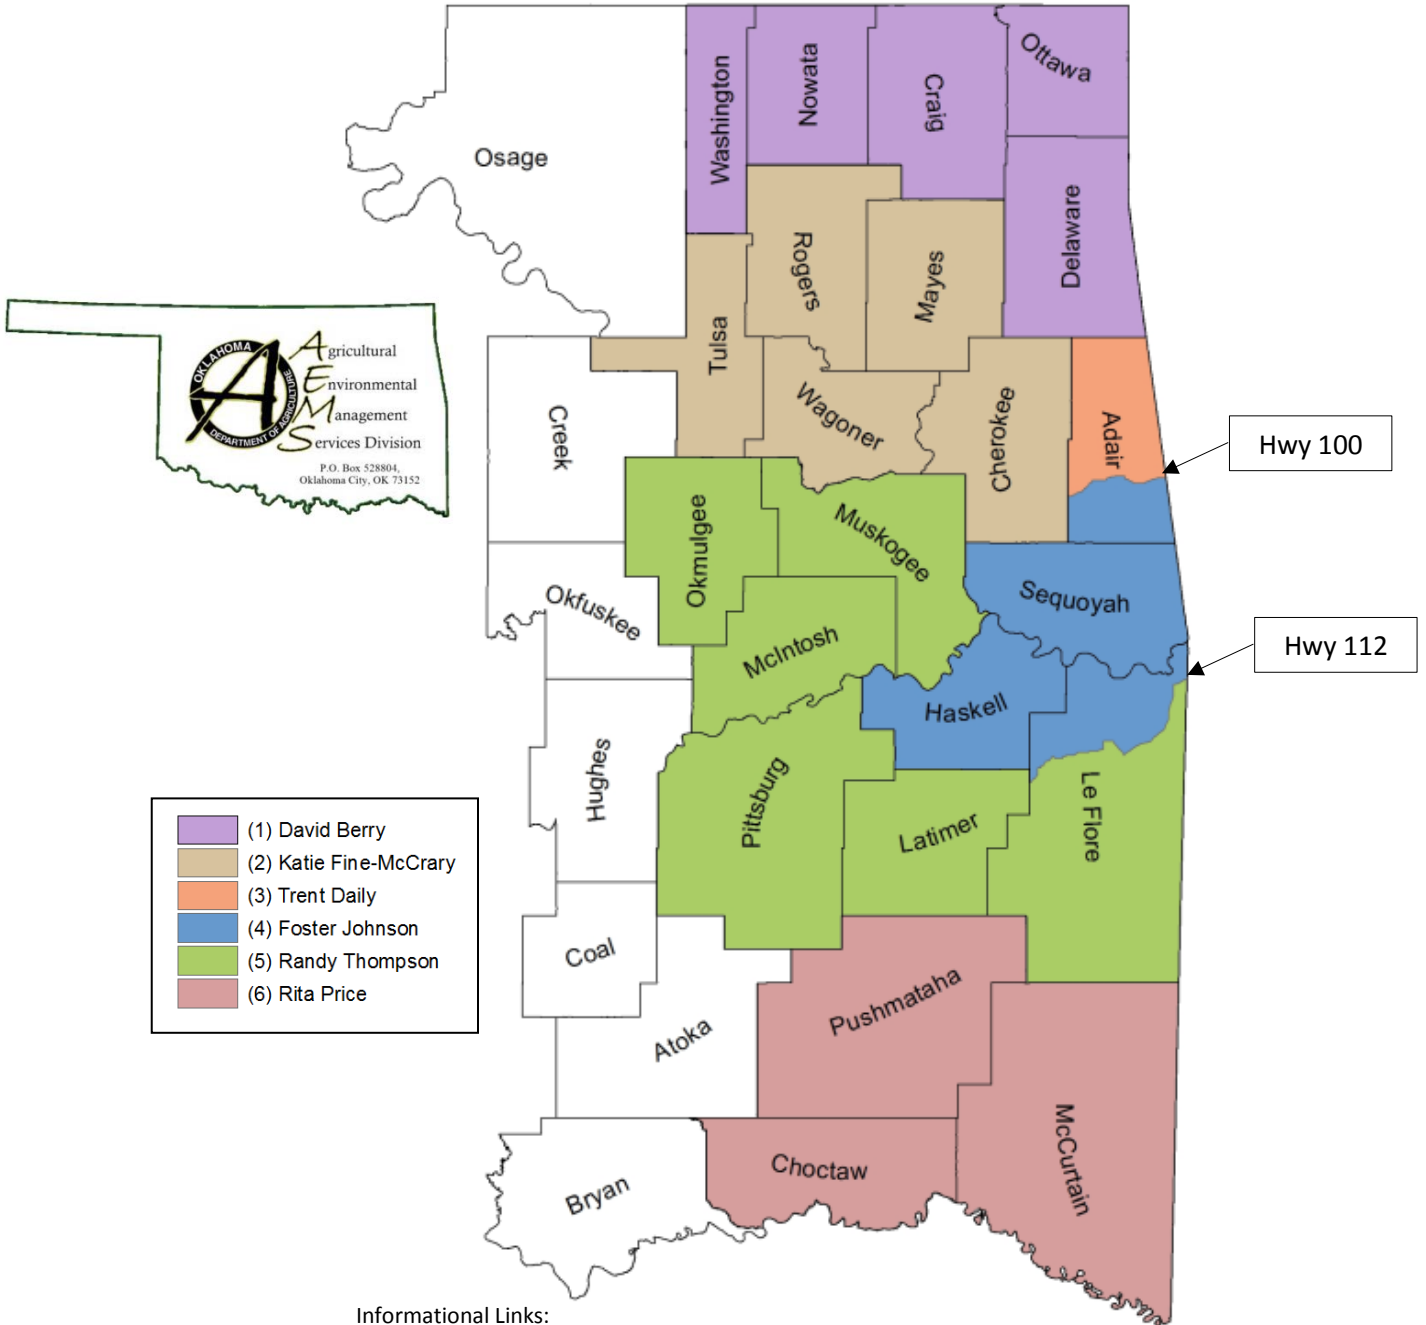 Ottawa
Nowata
Craig
Washington
Osage
Delaware
Rogers
Mayes
Tulsa
OKLAHOMA
DEPARTMENT OF AGRICULTURE
A
Agricultural
Environmental
Management
Services Division
P.O. Box 528804,
Oklahoma City, OK 73152
Creek
Wagoner
Cherokee
Adair
Hwy 100
Okmulgee
Muskogee
Okfuskee
Sequoyah
McIntosh
Hwy 112
Haskell
Hughes
Pittsburg
Latimer
Le Flore
(1) David Berry
(2) Katie Fine-McCrary
(3) Trent Daily
(4) Foster Johnson
(5) Randy Thompson
(6) Rita Price
Coal
Pushmataha
Atoka
McCurtain
Choctaw
Bryan
Informational Links: